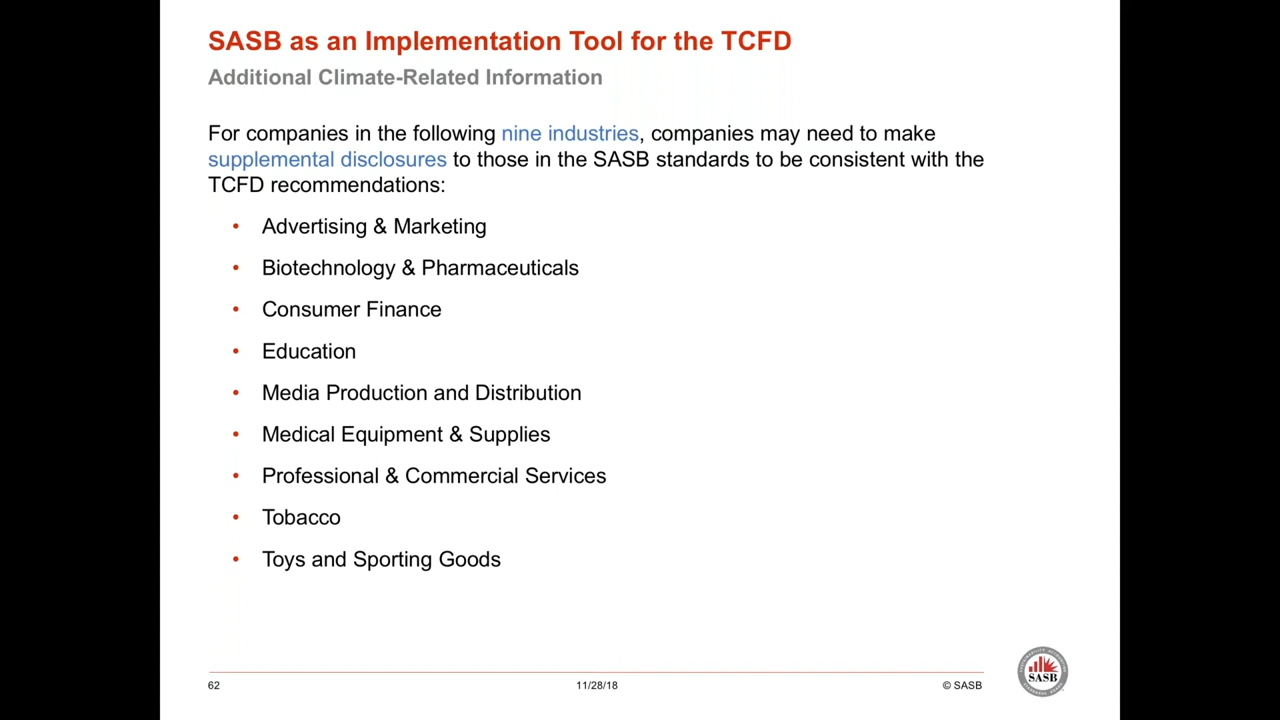 SASB as an Implementation Tool for the TCFD
Additional Climate-Related Information
For companies in the following nine industries, companies may need to make
supplemental disclosures to those in the SASB standards to be consistent with the
TCFD recommendations:
• Advertising & Marketing
• Biotechnology & Pharmaceuticals
• Consumer Finance
• Education
• Media Production and Distribution
• Medical Equipment & Supplies
• Professional & Commercial Services
• Tobacco
• Toys and Sporting Goods
62
11/28/18
© SASB
SASB